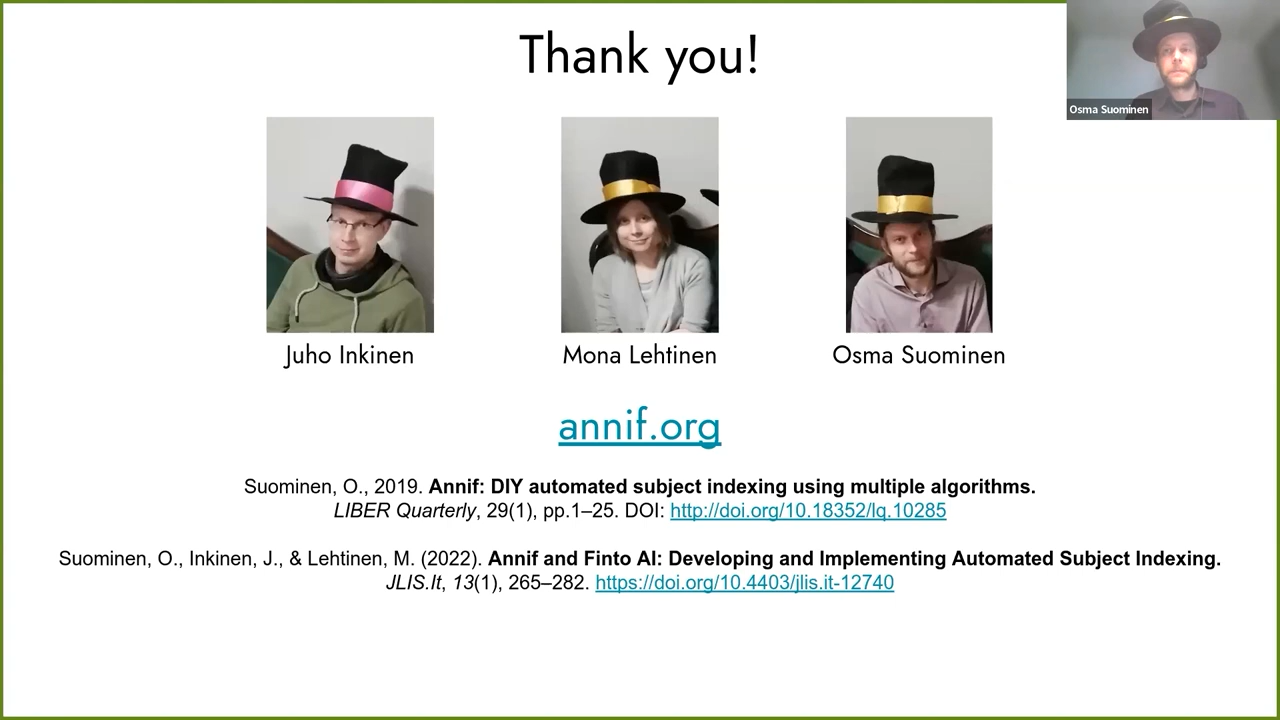 Thank you!
Osma Suominen
Juho Inkinen
Mona Lehtinen
Osma Suominen
annif.org
Suominen, O., 2019. Annif: DIY automated subject indexing using multiple algorithms.
LIBER Quarterly, 29(1), pp.1–25. DOI: http://doi.org/10.18352/lq.10285
Suominen, O., Inkinen, J., & Lehtinen, M. (2022). Annif and Finto AI: Developing and Implementing Automated Subject Indexing.
JLIS.It, 13(1), 265–282. https://doi.org/10.4403/jlis.it-12740